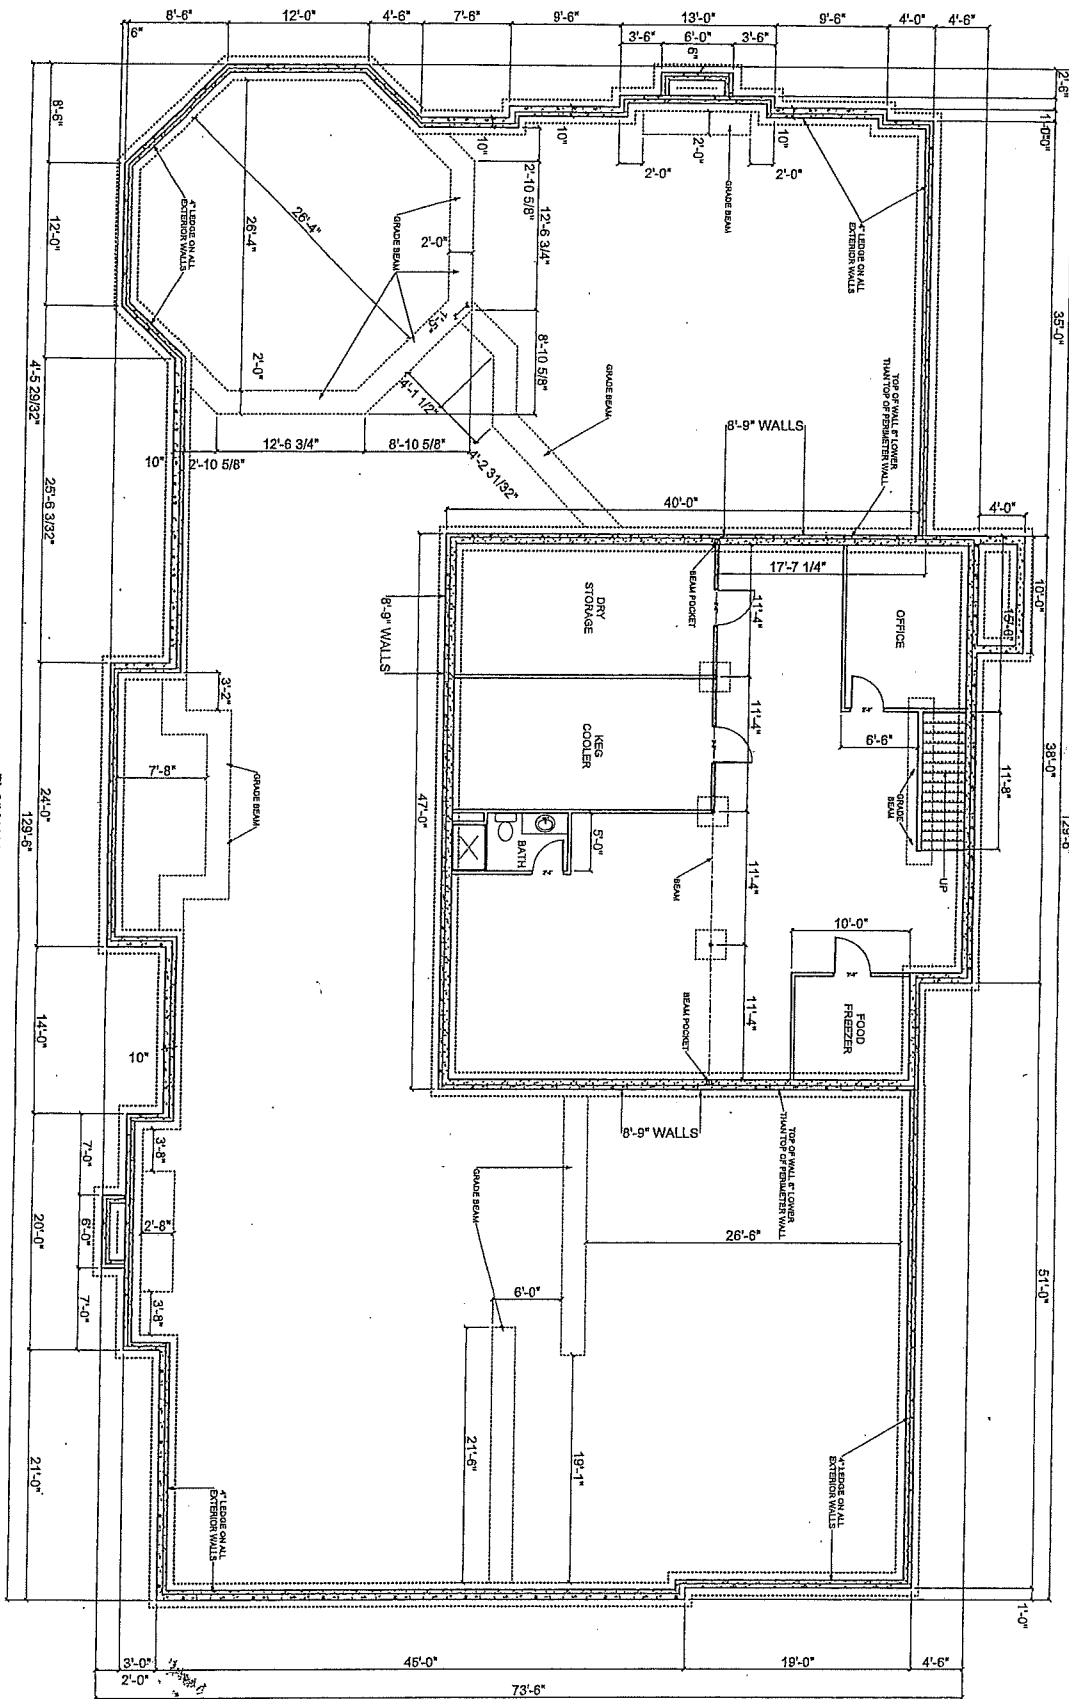 8'-6"
12'-0"
4'-6"
7'-6"
9'-6"
13'-0"
9'-6"
4'-0"
4'-6"
6"
3'-6"
6'-0"
3'-6"
6"
2'-6"
1'-0"
8'-6"
10"
10"
10"
2'-0"
2'-0"
2'-0"
GRADE BEAM
2'-10 5/8"
4" LEDGE ON ALL
EXTERIOR WALLS
26'-4"
26'-4"
GRADE BEAM
2'-0"
12'-6 3/4"
4" LEDGE ON ALL
EXTERIOR WALLS
12'-0"
35'-0"
8'-10 5/8"
2'-0"
4'-1 1/2"
GRADE BEAM
TOP OF WALL 8" LOWER
THAN TOP OF PERIMETER WALL
4'-5 29/32"
8'-9" WALLS
12'-6 3/4"
8'-10 5/8"
2'-10 5/8"
10"
4'-2 31/32"
25'-6 3/32"
40'-0"
4'-0"
17'-7 1/4"
BEAM POCKET
DRY
STORAGE
11'-4"
OFFICE
15'-6"
10'-0"
8'-9" WALLS
3'-2"
KEG
COOLER
11'-4"
6'-6"
GRADE
BEAM
11'-8"
38'-0"
7'-8"
GRADE BEAM
24'-0"
129'-6"
47'-0"
129'-6"
BATH
5'-0"
BEAM
11'-4"
UP
10'-0"
FOOD
FREEZER
BEAM POCKET
11'-4"
14'-0"
10"
8'-9" WALLS
TOP OF WALL 8" LOWER
THAN TOP OF PERIMETER WALL
3'-8"
7'-0"
GRADE BEAM
2'-8"
6'-0"
20'-0"
26'-6"
51'-0"
6'-0"
3'-8"
7'-0"
21'-6"
19'-1"
4" LEDGE ON ALL
EXTERIOR WALLS
4" LEDGE ON ALL
EXTERIOR WALLS
21'-0"
1'-0"
3'-0"
2'-0"
45'-0"
19'-0"
4'-6"
73'-6"